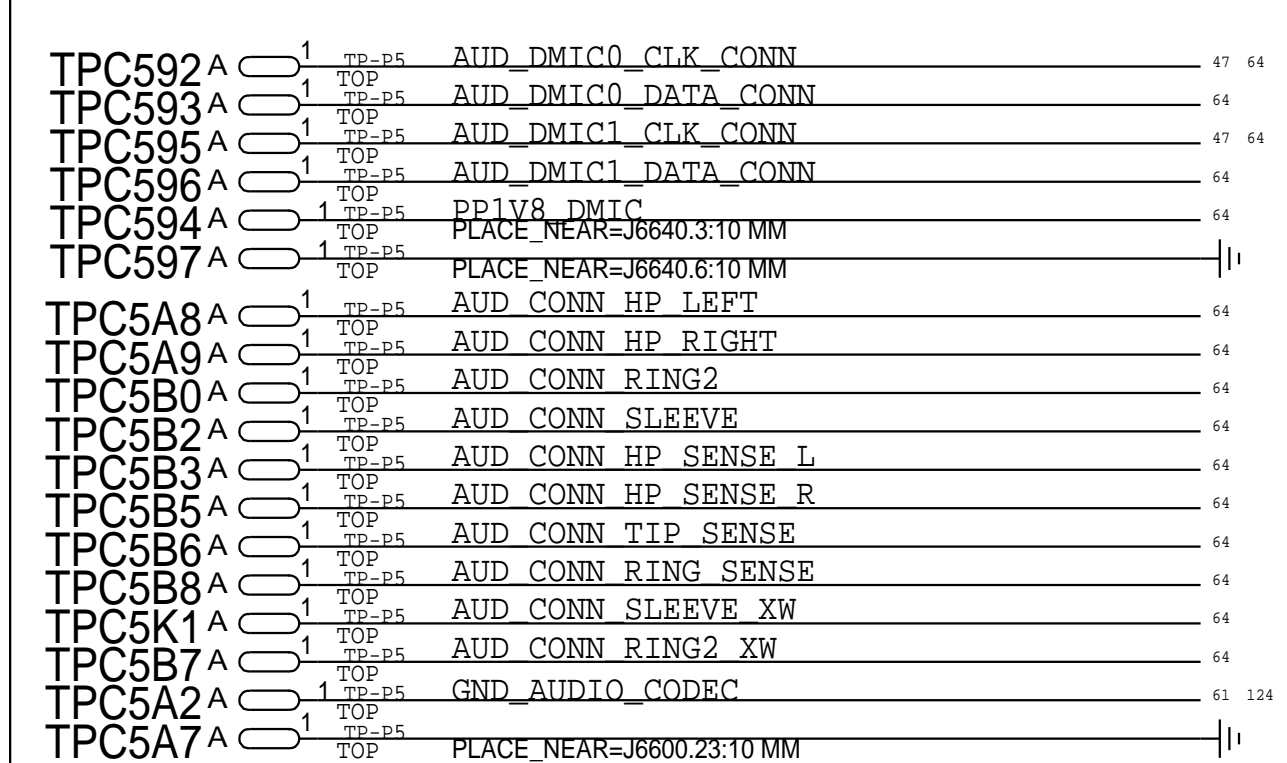 TPC592 A 1 TP-P5 AUD_DMIC0_CLK_CONN 47 64
TOP
TPC593 A 1 TP-P5 AUD_DMIC0_DATA_CONN 64
TOP
TPC595 A 1 TP-P5 AUD_DMIC1_CLK_CONN 47 64
TOP
TPC596 A 1 TP-P5 AUD_DMIC1_DATA_CONN 64
TOP
TPC594 A 1 TP-P5 PP1V8_DMIC 64
TOP PLACE_NEAR=J6640.3:10 MM
TPC597 A 1 TP-P5
TOP PLACE_NEAR=J6640.6:10 MM
TPC5A8 A 1 TP-P5 AUD_CONN_HP_LEFT 64
TOP
TPC5A9 A 1 TP-P5 AUD_CONN_HP_RIGHT 64
TOP
TPC5B0 A 1 TP-P5 AUD_CONN_RING2 64
TOP
TPC5B2 A 1 TP-P5 AUD_CONN_SLEEVE 64
TOP
TPC5B3 A 1 TP-P5 AUD_CONN_HP_SENSE_L 64
TOP
TPC5B5 A 1 TP-P5 AUD_CONN_HP_SENSE_R 64
TOP
TPC5B6 A 1 TP-P5 AUD_CONN_TIP_SENSE 64
TOP
TPC5B8 A 1 TP-P5 AUD_CONN_RING_SENSE 64
TOP
TPC5K1 A 1 TP-P5 AUD_CONN_SLEEVE_XW 64
TOP
TPC5B7 A 1 TP-P5 AUD_CONN_RING2_XW 64
TOP
TPC5A2 A 1 TP-P5 GND_AUDIO_CODEC 61 124
TOP
TPC5A7 A 1 TP-P5
TOP PLACE_NEAR=J6600.23:10 MM